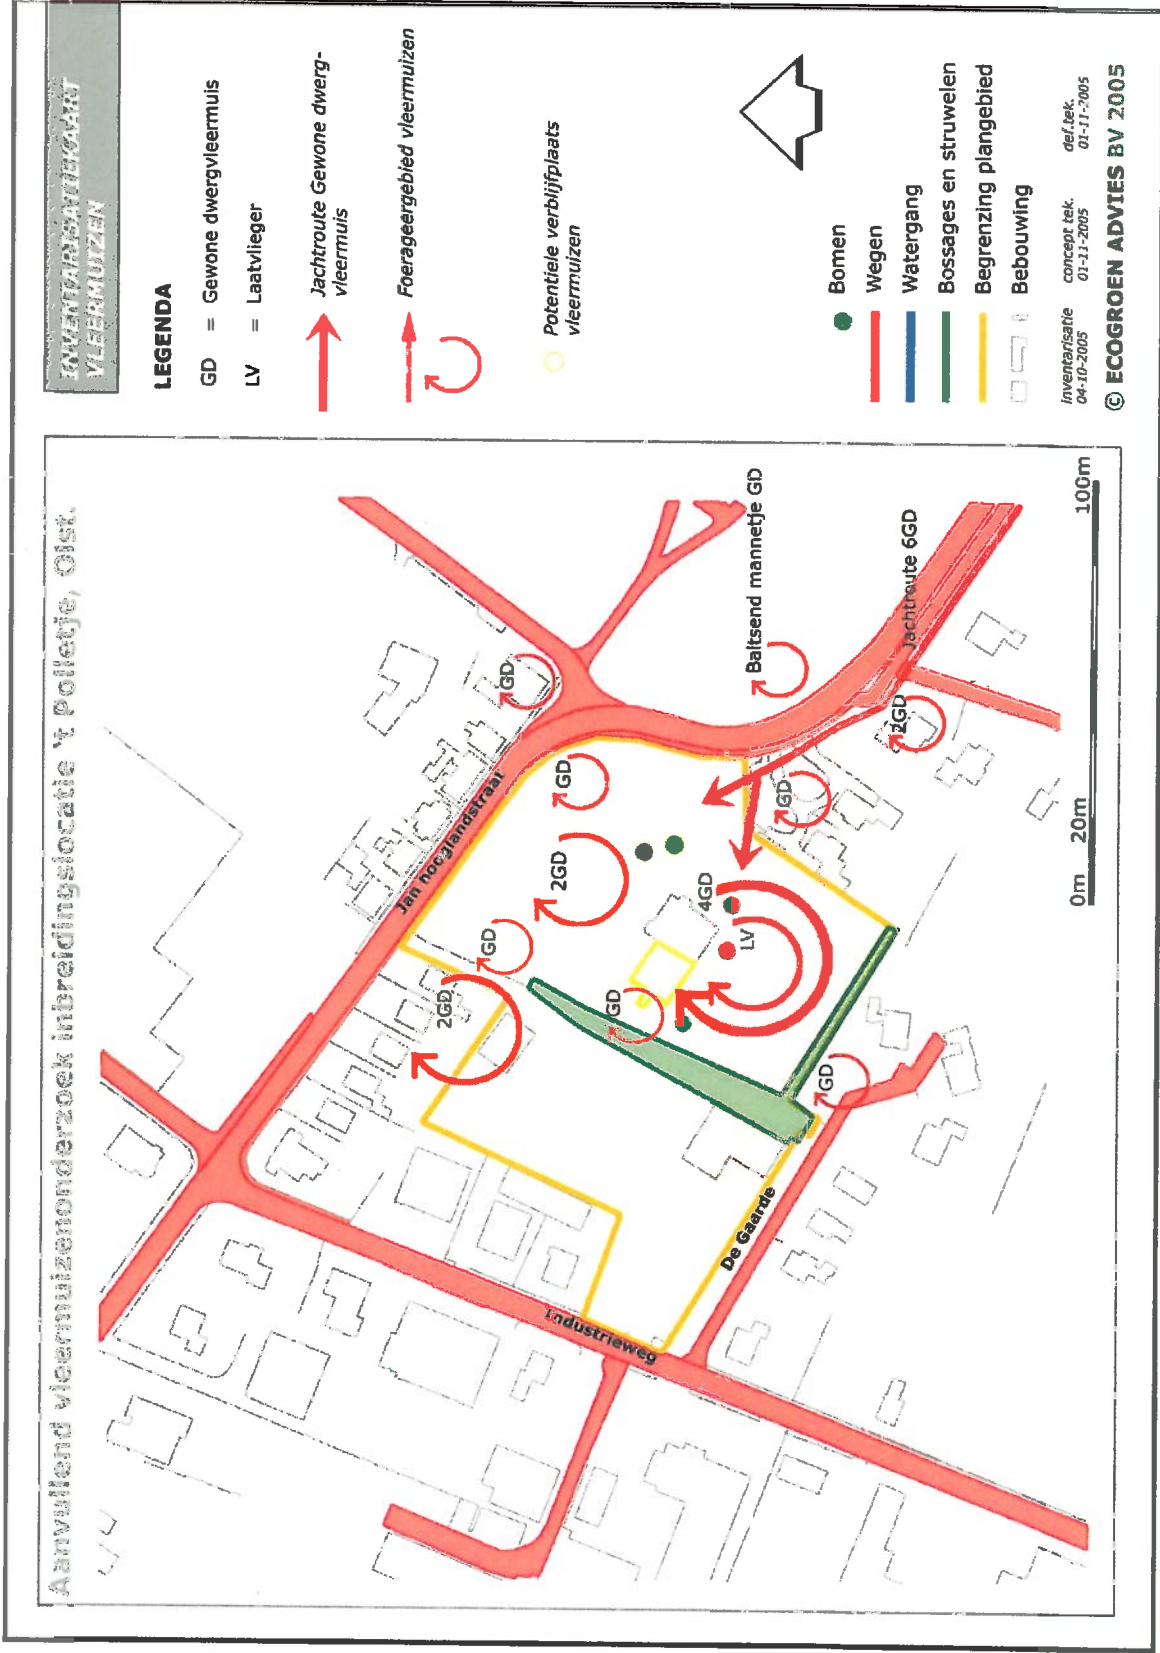 Aanvullend vleermuizenonderzoek inbreidingslocatie 't Polletje, Olst.
INVENTARISATIEKAART
VLEERMUIZEN
LEGENDA
GD = Gewone dwergvleermuis
LV = Laatvlieger
Jachtroute Gewone dwerg-
vleermuis
Foerageergebied vleermuizen
Potentiele verblijfplaats
vleermuizen
Bomen
Wegen
Watergang
Bossages en struwelen
Begrenzing plangebied
Bebouwing
inventarisatie
04-10-2005
concept tek.
01-11-2005
def.tek.
01-11-2005
© ECOGROEN ADVIES BV 2005
Jan hooglandstraat
GD
GD
2GD
GD
2GD
GD
4GD
LV
Baltsend mannetje GD
Jachtroute 6GD
2GD
GD
GD
De Gaarde
Industrieweg
0m 20m 100m